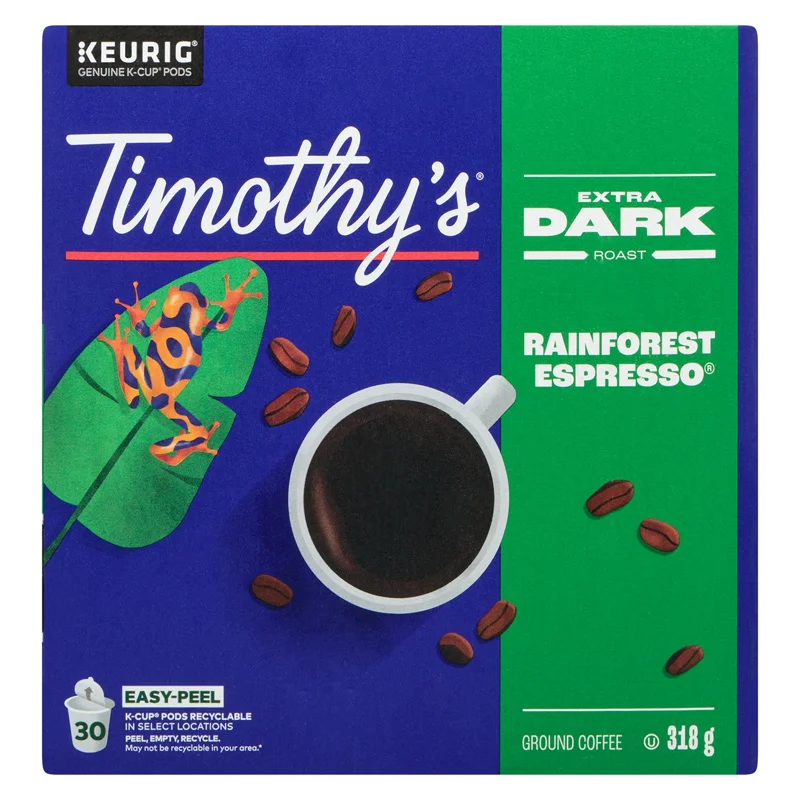 KEURIG®
GENUINE K-CUP® PODS
Timothy's®
EXTRA
DARK
ROAST
RAINFOREST
ESPRESSO®
30
EASY-PEEL
K-CUP® PODS RECYCLABLE
IN SELECT LOCATIONS
PEEL, EMPTY, RECYCLE.
May not be recyclable in your area.*
GROUND COFFEE U 318 g